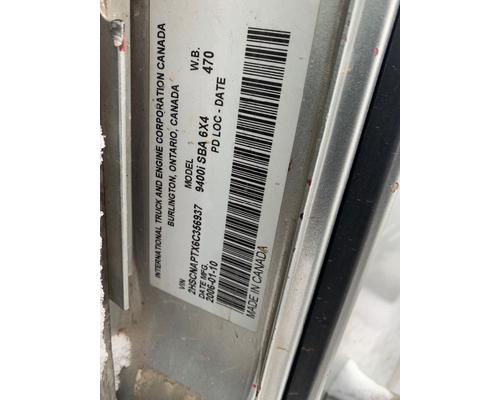 INTERNATIONAL TRUCK AND ENGINE CORPORATION CANADA
BURLINGTON, ONTARIO, CANADA
MODEL W.B.
9400i SBA 6X4 470
VIN
2HSCNAPTX6C356937
DATE MFG. PD LOC - DATE
2006-01-10
MADE IN CANADA